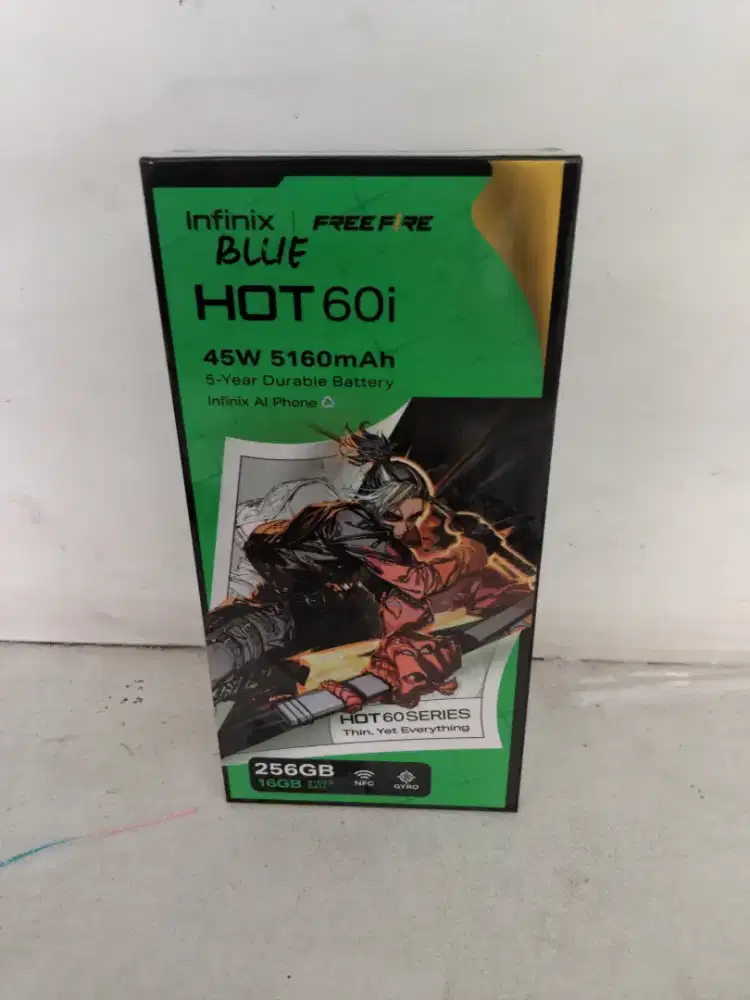 Infinix | FREE FIRE
BLUE
HOT 60i
45W 5160mAh
5-Year Durable Battery
Infinix AI Phone
HOT 60 SERIES
Thin, Yet Everything
256GB
16GB
NFC
GYRO